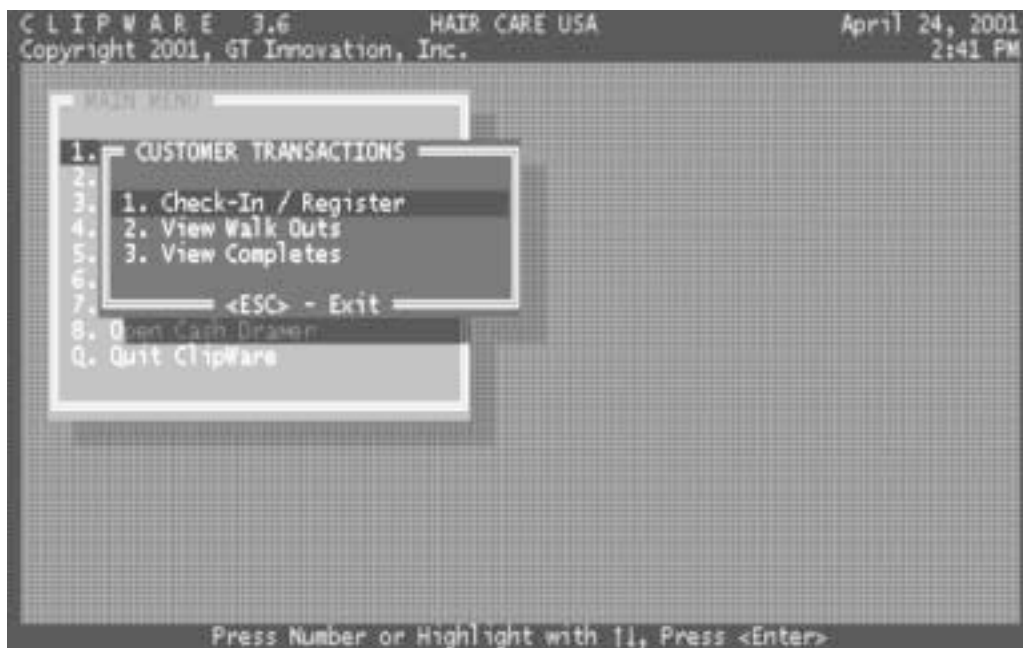 C L I P W A R E 3.6 HAIR CARE USA April 24, 2001
Copyright 2001, GT Innovation, Inc. 2:41 PM
MAIN MENU
1. CUSTOMER TRANSACTIONS
2.
3. 1. Check-In / Register
4. 2. View Walk Outs
5. 3. View Completes
6.
7. <ESC> - Exit
8. Open Cash Drawer
Q. Quit ClipWare
Press Number or Highlight with ↑↓, Press <Enter>